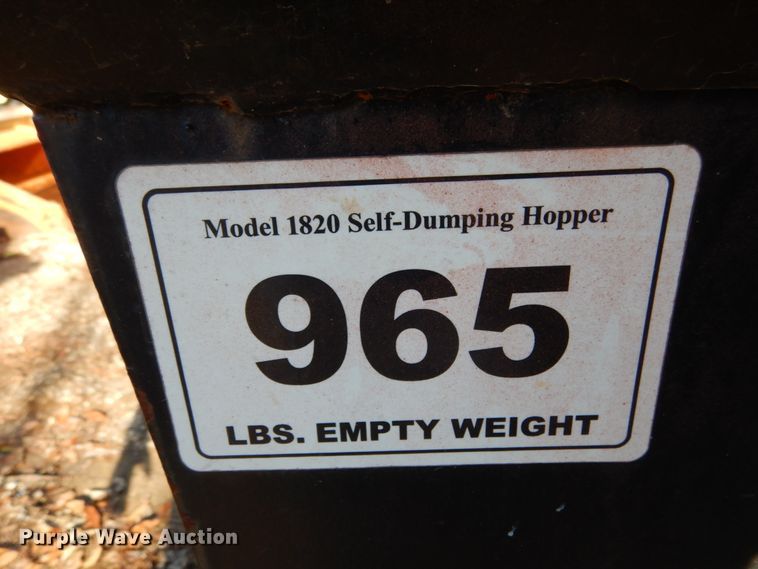 Model 1820 Self-Dumping Hopper
965
LBS. EMPTY WEIGHT
Purple Wave Auction